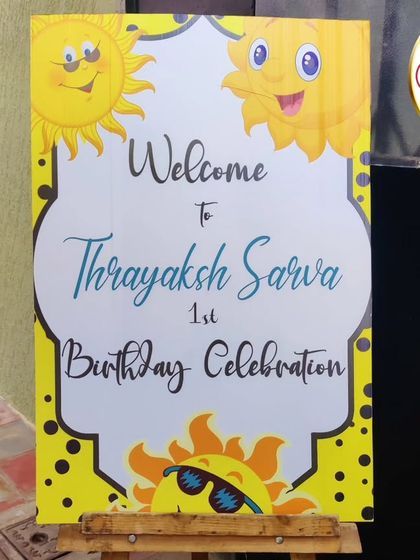 Welcome
To
Thrayaksh Sarva
1st
Birthday Celebration